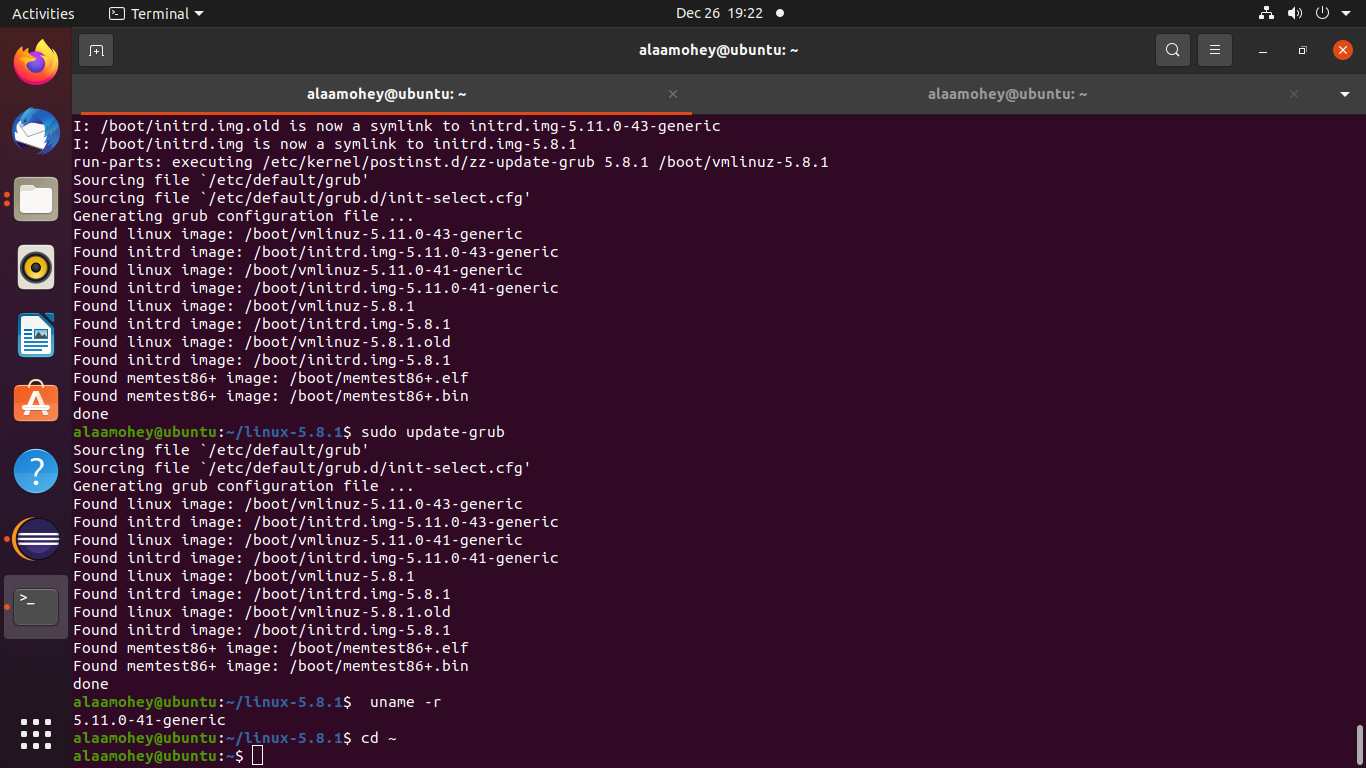 Activities
Terminal
Dec 26 19:22
alaamohey@ubuntu: ~
alaamohey@ubuntu: ~
alaamohey@ubuntu: ~
I: /boot/initrd.img.old is now a symlink to initrd.img-5.11.0-43-generic
I: /boot/initrd.img is now a symlink to initrd.img-5.8.1
run-parts: executing /etc/kernel/postinst.d/zz-update-grub 5.8.1 /boot/vmlinuz-5.8.1
Sourcing file `/etc/default/grub'
Sourcing file `/etc/default/grub.d/init-select.cfg'
Generating grub configuration file ...
Found linux image: /boot/vmlinuz-5.11.0-43-generic
Found initrd image: /boot/initrd.img-5.11.0-43-generic
Found linux image: /boot/vmlinuz-5.11.0-41-generic
Found initrd image: /boot/initrd.img-5.11.0-41-generic
Found linux image: /boot/vmlinuz-5.8.1
Found initrd image: /boot/initrd.img-5.8.1
Found linux image: /boot/vmlinuz-5.8.1.old
Found initrd image: /boot/initrd.img-5.8.1
Found memtest86+ image: /boot/memtest86+.elf
Found memtest86+ image: /boot/memtest86+.bin
done
alaamohey@ubuntu:~/linux-5.8.1$ sudo update-grub
Sourcing file `/etc/default/grub'
Sourcing file `/etc/default/grub.d/init-select.cfg'
Generating grub configuration file ...
Found linux image: /boot/vmlinuz-5.11.0-43-generic
Found initrd image: /boot/initrd.img-5.11.0-43-generic
Found linux image: /boot/vmlinuz-5.11.0-41-generic
Found initrd image: /boot/initrd.img-5.11.0-41-generic
Found linux image: /boot/vmlinuz-5.8.1
Found initrd image: /boot/initrd.img-5.8.1
Found linux image: /boot/vmlinuz-5.8.1.old
Found initrd image: /boot/initrd.img-5.8.1
Found memtest86+ image: /boot/memtest86+.elf
Found memtest86+ image: /boot/memtest86+.bin
done
alaamohey@ubuntu:~/linux-5.8.1$  uname -r
5.11.0-41-generic
alaamohey@ubuntu:~/linux-5.8.1$ cd ~
alaamohey@ubuntu:~$